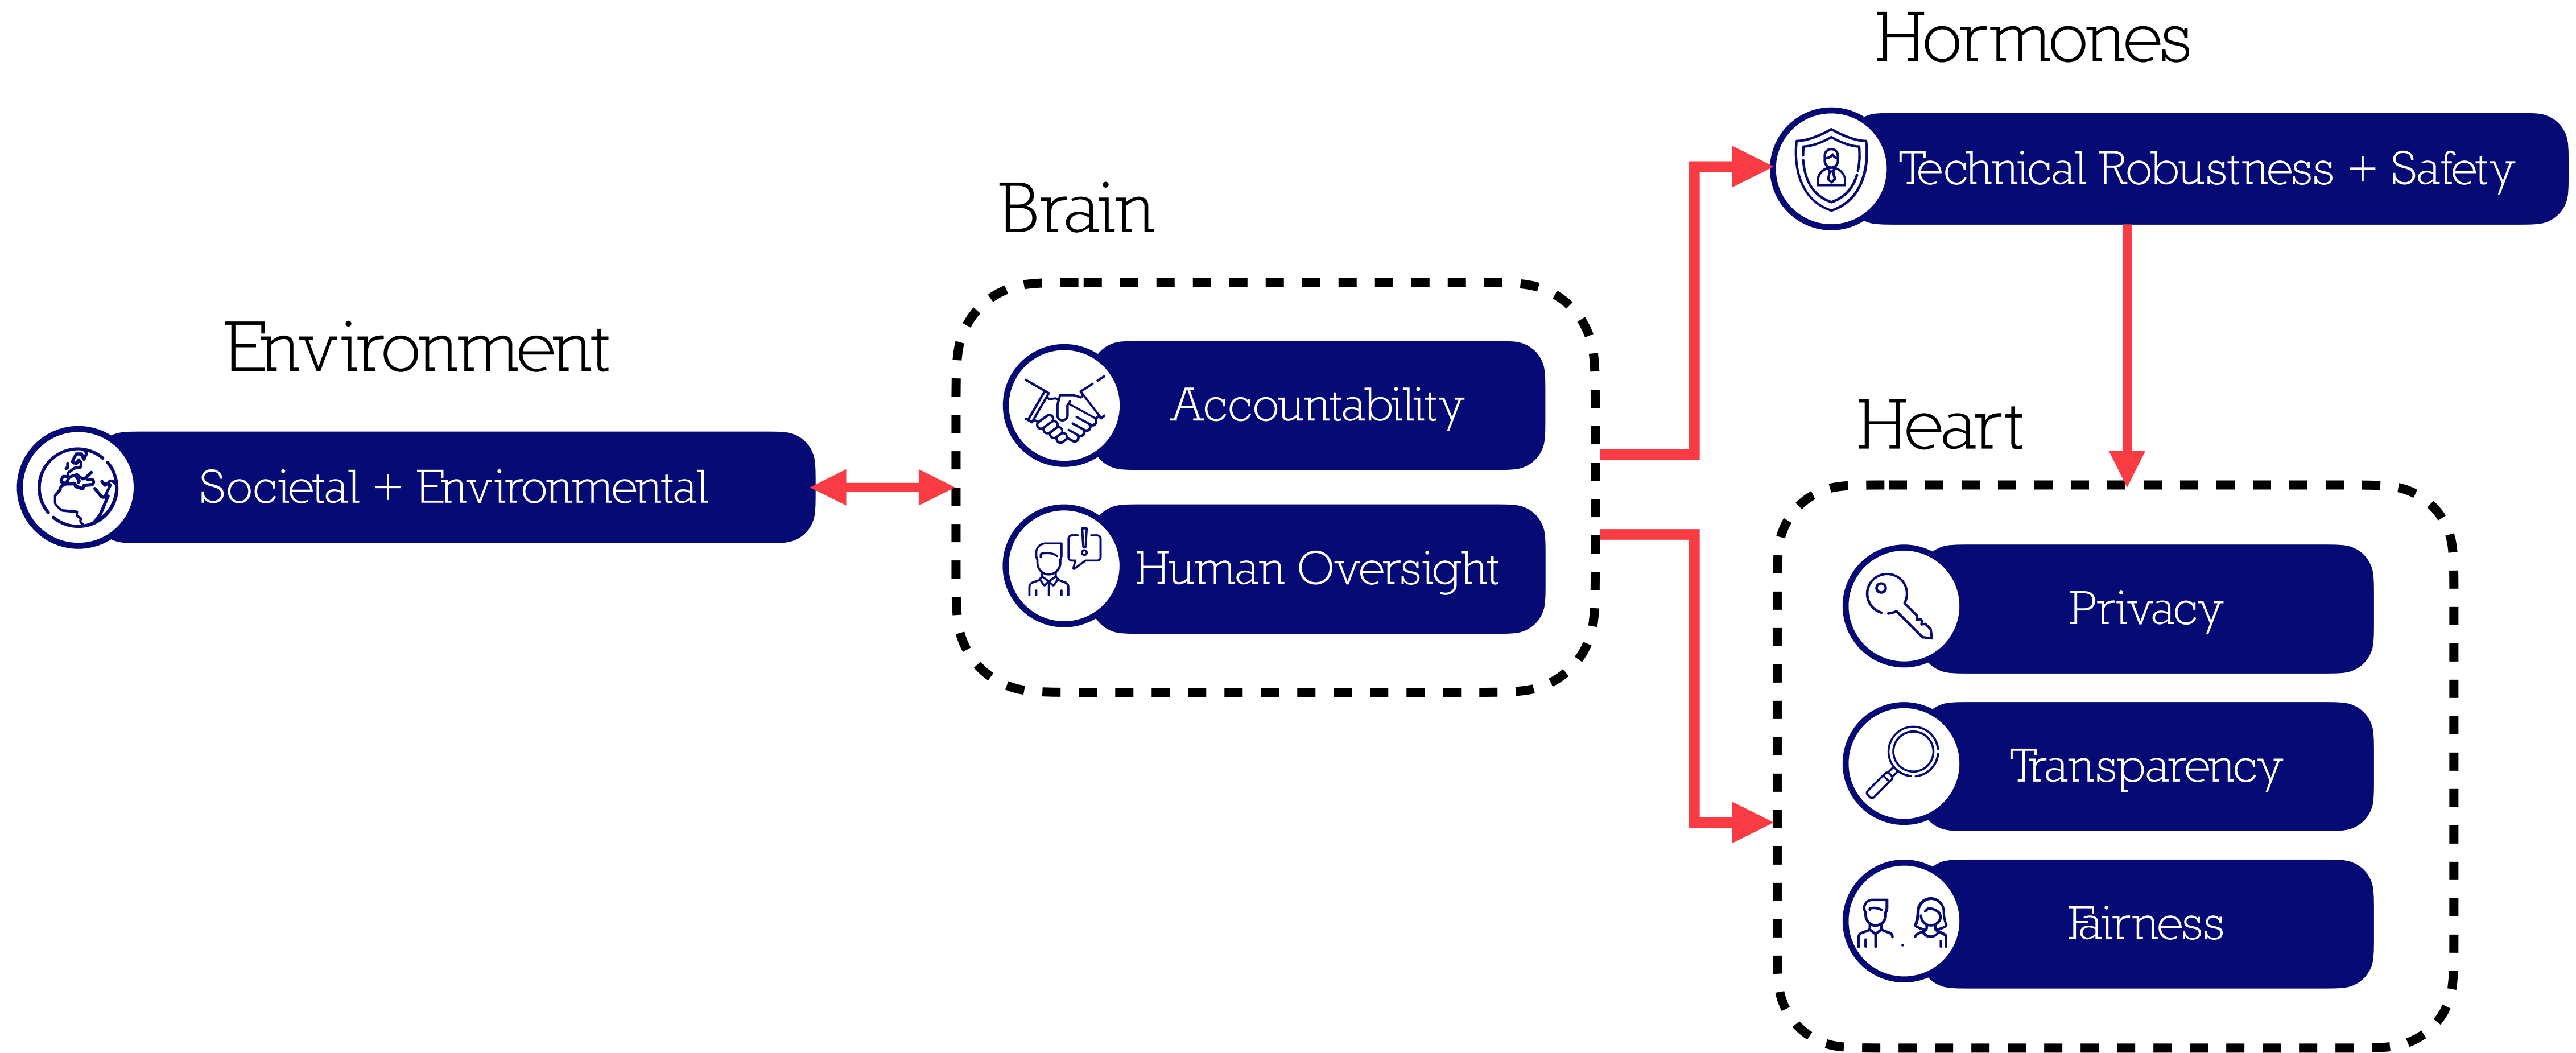 Environment
Societal + Environmental
Brain
Accountability
Human Oversight
Hormones
Technical Robustness + Safety
Heart
Privacy
Transparency
Fairness